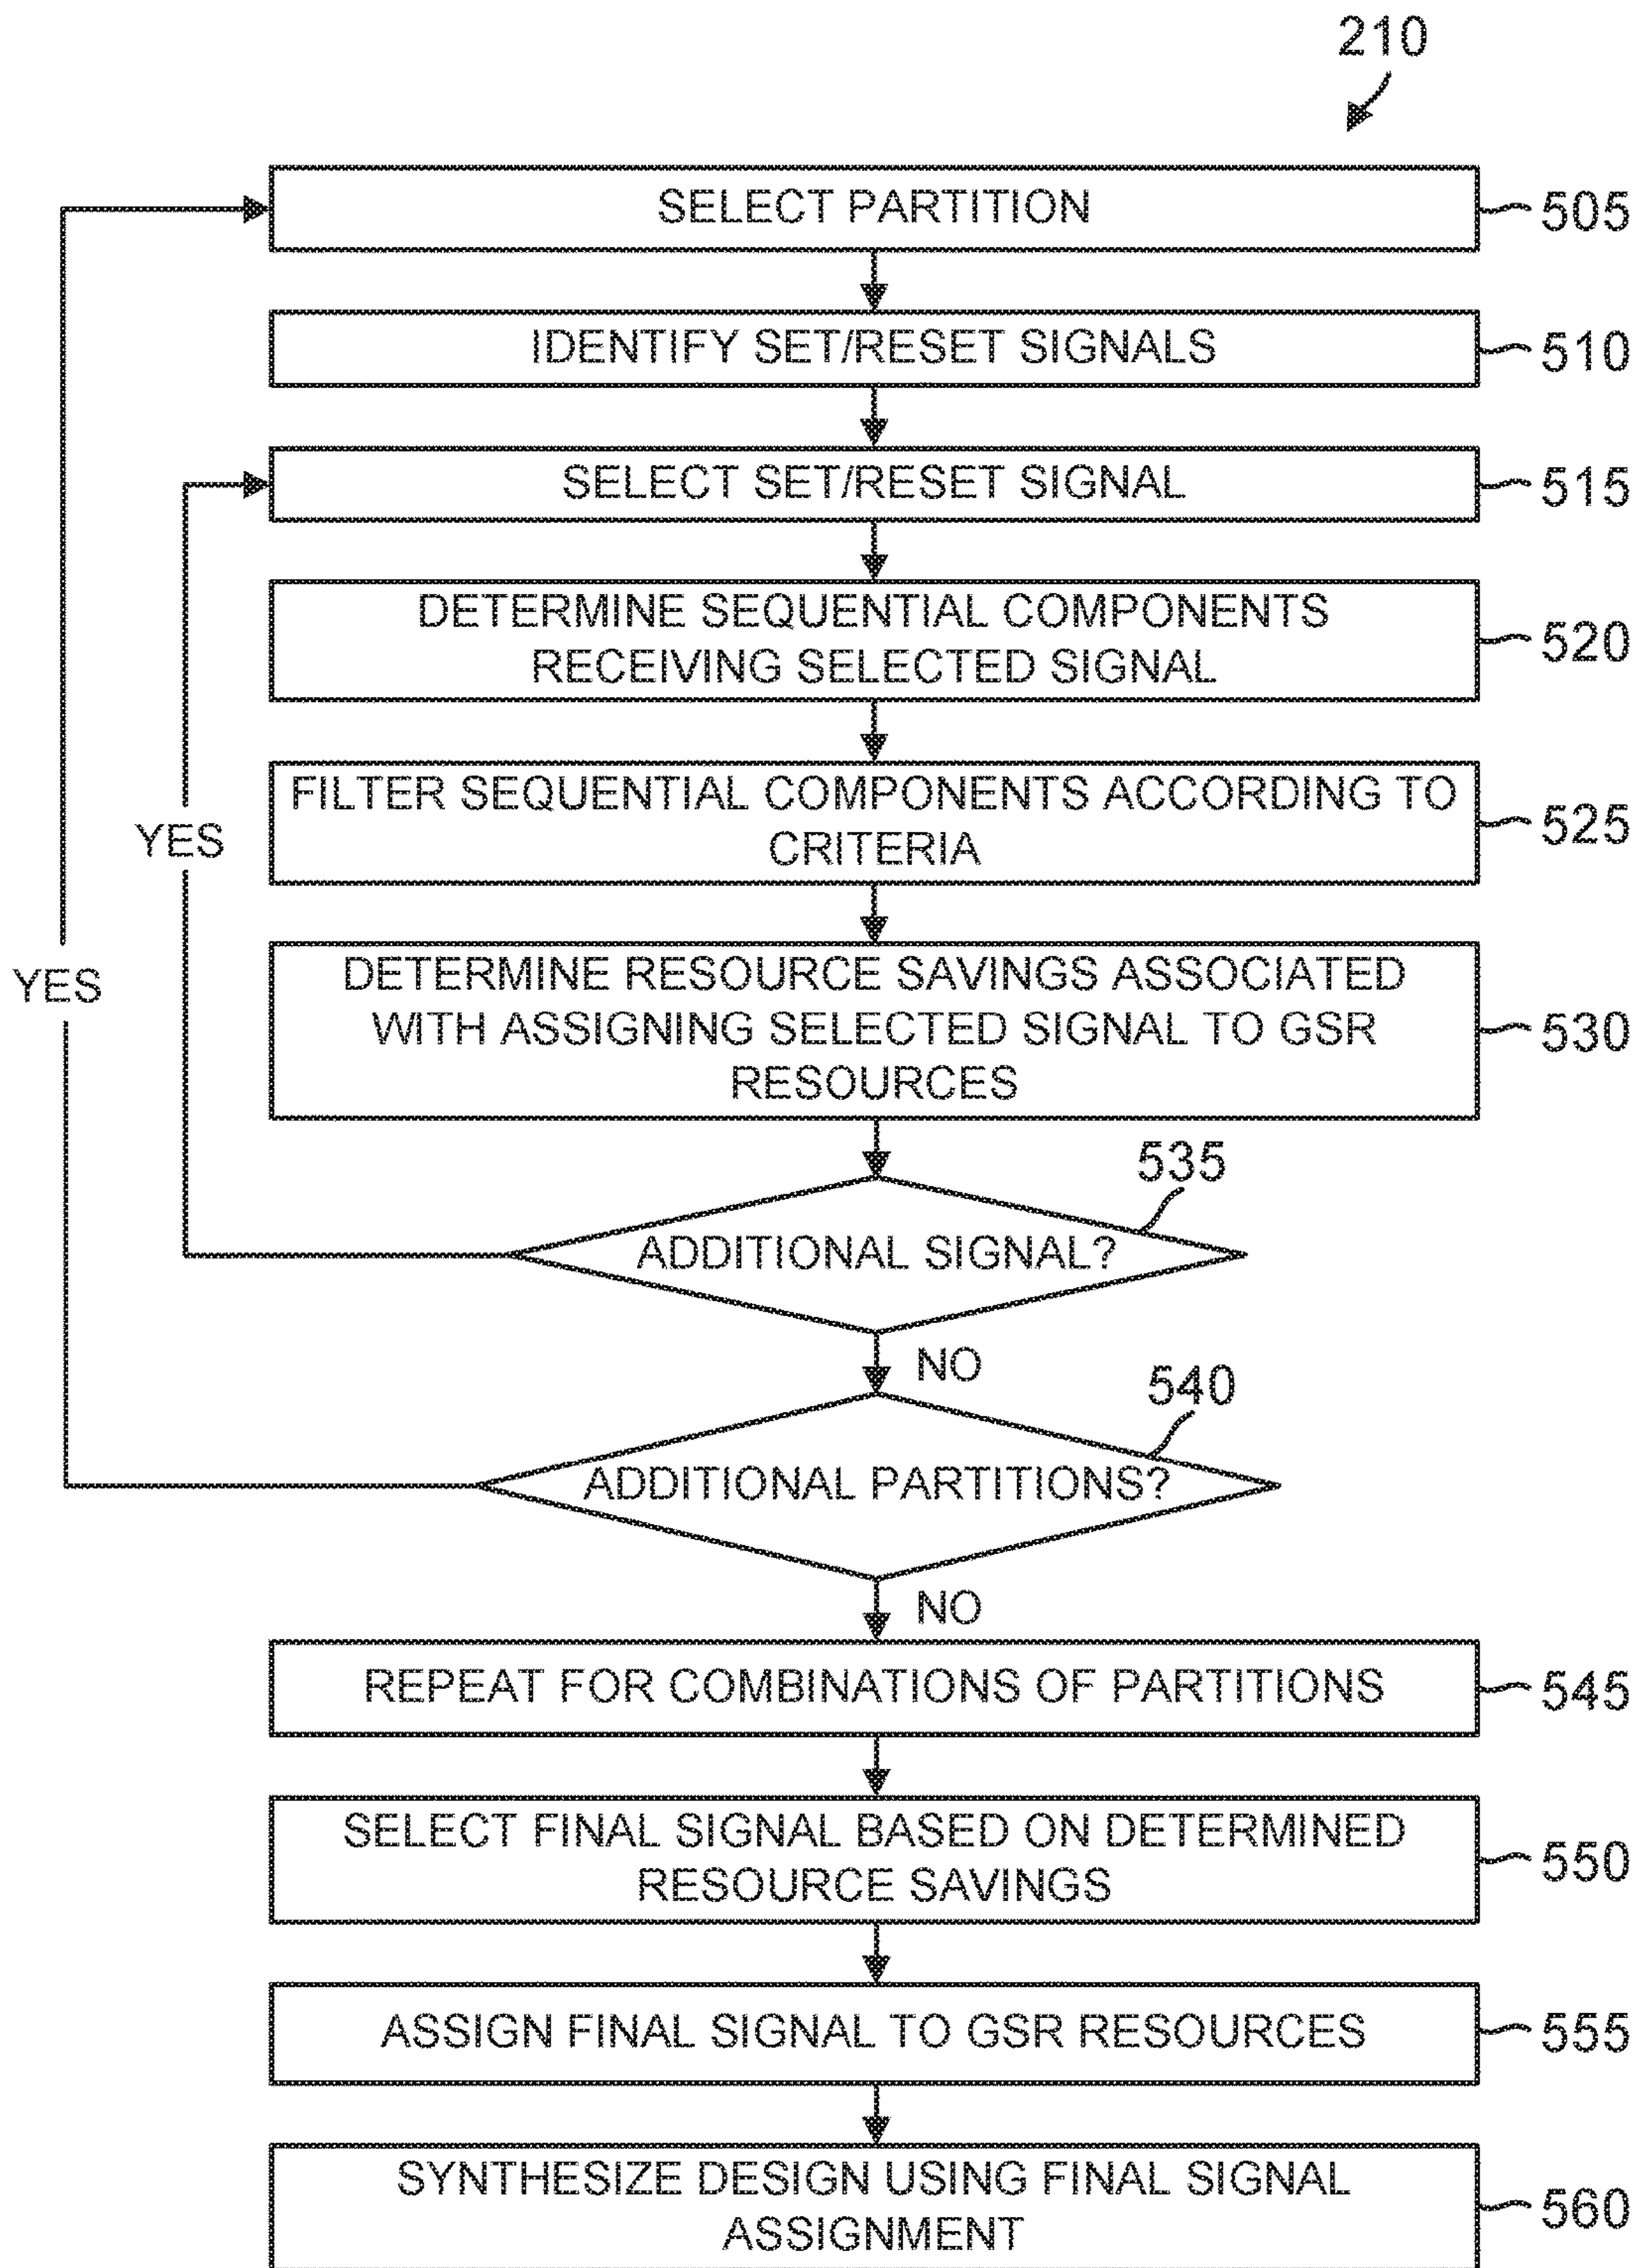 210
SELECT PARTITION
505
IDENTIFY SET/RESET SIGNALS
510
SELECT SET/RESET SIGNAL
515
DETERMINE SEQUENTIAL COMPONENTS
RECEIVING SELECTED SIGNAL
520
FILTER SEQUENTIAL COMPONENTS ACCORDING TO
CRITERIA
525
YES
DETERMINE RESOURCE SAVINGS ASSOCIATED
WITH ASSIGNING SELECTED SIGNAL TO GSR
RESOURCES
530
YES
535
ADDITIONAL SIGNAL?
NO
540
ADDITIONAL PARTITIONS?
NO
REPEAT FOR COMBINATIONS OF PARTITIONS
545
SELECT FINAL SIGNAL BASED ON DETERMINED
RESOURCE SAVINGS
550
ASSIGN FINAL SIGNAL TO GSR RESOURCES
555
SYNTHESIZE DESIGN USING FINAL SIGNAL
ASSIGNMENT
560